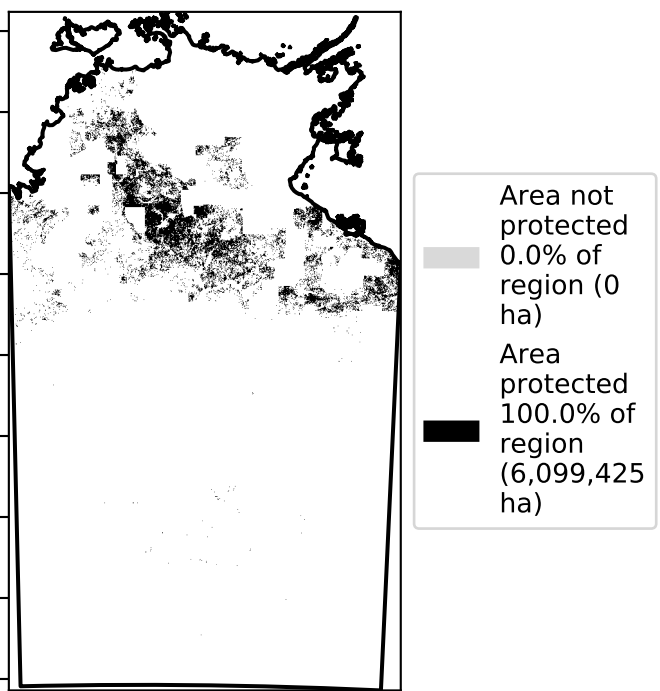 Area not
protected
0.0% of
region (0
ha)
Area
protected
100.0% of
region
(6,099,425
ha)